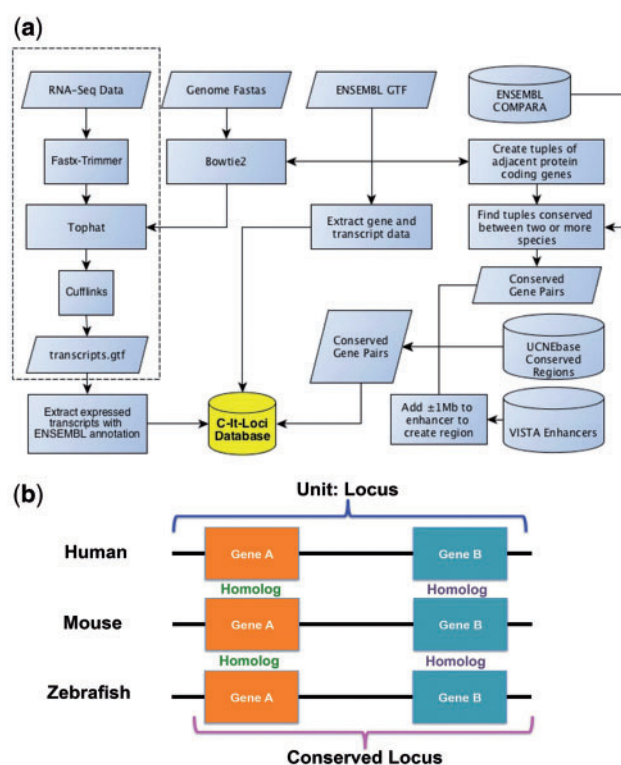 (a)
RNA-Seq Data
Genome Fastas
ENSEMBL GTF
ENSEMBL
COMPARA
Fastx-Trimmer
Bowtie2
Create tuples of
adjacent protein
coding genes
Tophat
Extract gene and
transcript data
Find tuples conserved
between two or more
species
Cufflinks
Conserved
Gene Pairs
transcripts.gtf
Conserved
Gene Pairs
UCNEbase
Conserved
Regions
Extract expressed
transcripts with
ENSEMBL annotation
C-It-Loci
Database
Add ±1Mb to
enhancer to
create region
VISTA Enhancers
(b)
Unit: Locus
Human
Gene A
Gene B
Homolog
Homolog
Mouse
Gene A
Gene B
Homolog
Homolog
Zebrafish
Gene A
Gene B
Conserved Locus